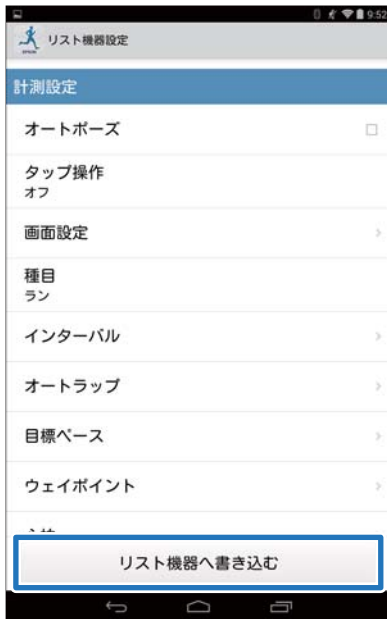 9:52
リスト機器設定
計測設定
オートポーズ
タップ操作
オフ
画面設定
種目
ラン
インターバル
オートラップ
目標ペース
ウェイポイント
リスト機器へ書き込む